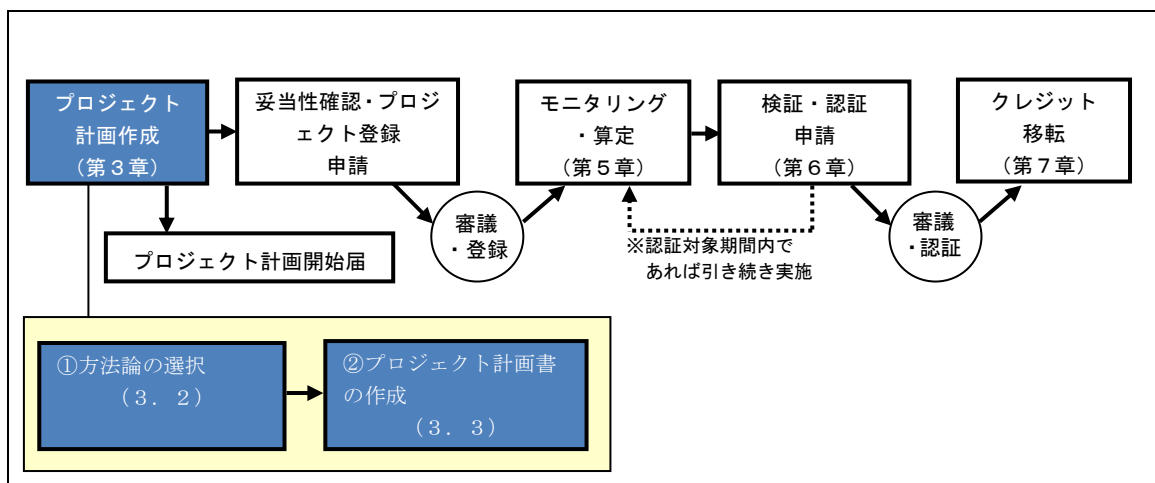 プロジェクト
計画作成
（第３章）
妥当性確認・プロジ
ェクト登録
申請
モニタリング
・算定
（第５章）
検証・認証
申請
（第６章）
クレジット
移転
（第７章）
審議
・登録
審議
・認証
プロジェクト計画開始届
※認証対象期間内で
あれば引き続き実施
①方法論の選択
（３．２）
②プロジェクト計画書
の作成
（３．３）